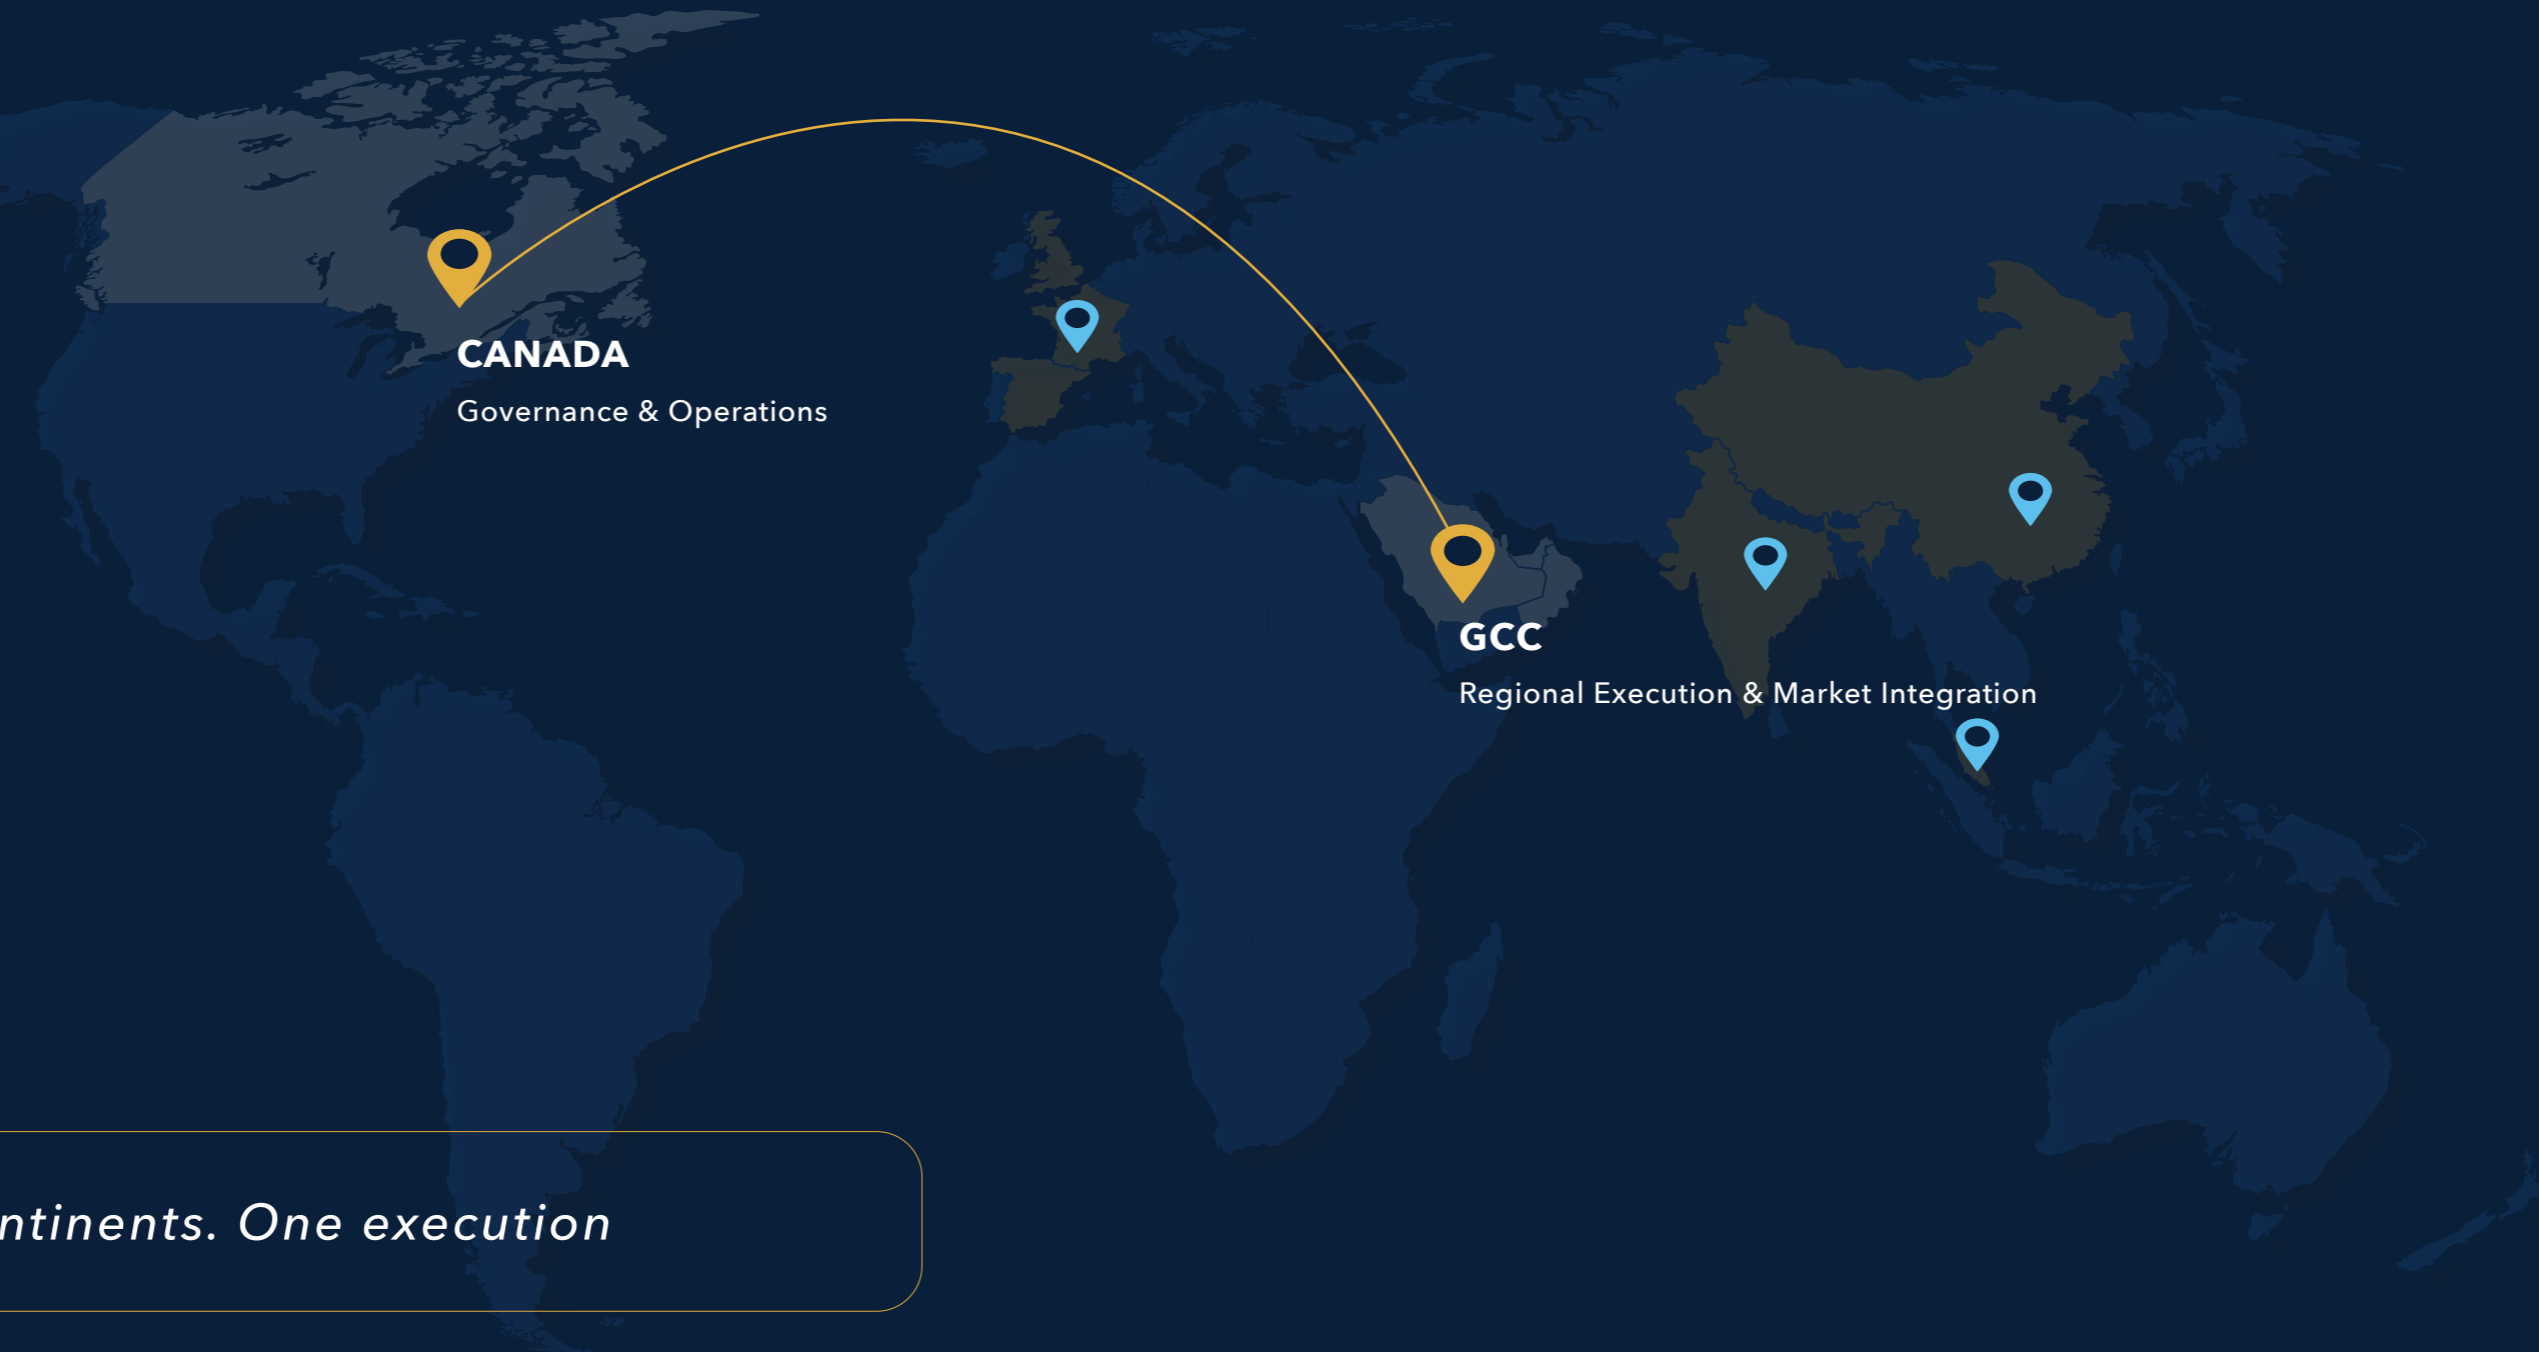 CANADA
Governance & Operations
GCC
Regional Execution & Market Integration
ntinents. One execution